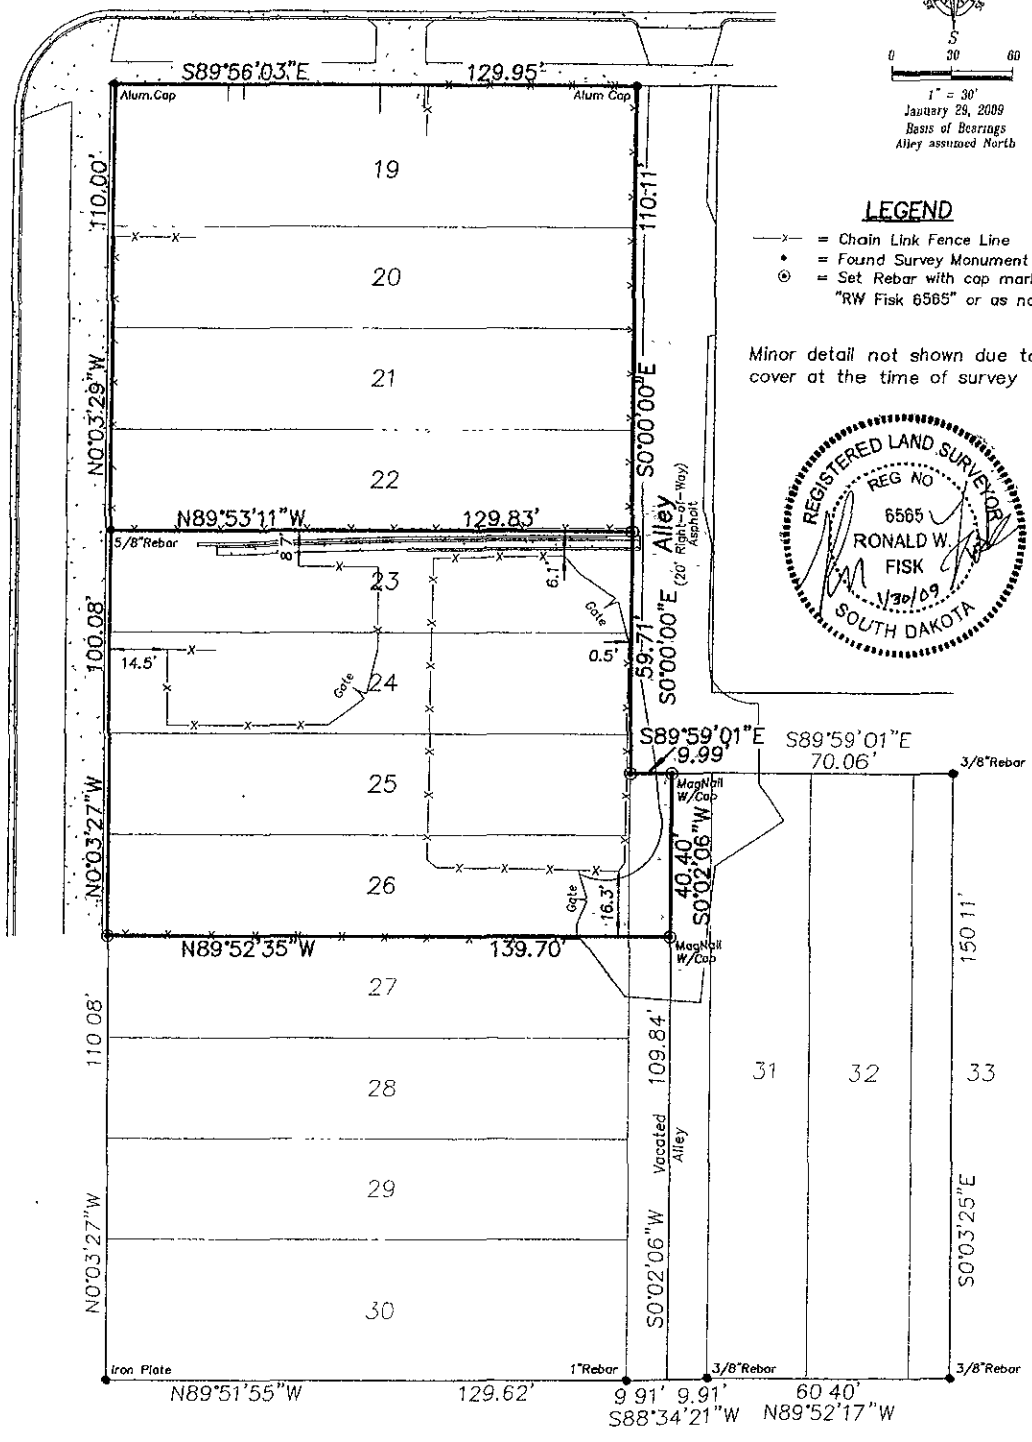 S
0 30 60
1" = 30'
January 29, 2009
Basis of Bearings
Alley assumed North
LEGEND
x = Chain Link Fence Line
= Found Survey Monument
= Set Rebar with cap mar
"RW Fisk 6565" or as no
Minor detail not shown due to
cover at the time of survey
REGISTERED LAND SURVEYOR
REG NO
6565
RONALD W.
FISK
1/30/09
SOUTH DAKOTA
S89°56'03"E 129.95'
Alum.Cap
Alum Cap
110.00'
N0°03'29"W
110.11'
S0°00'00"E
19
20
21
22
N89°53'11"W 129.83'
5/8"Rebar
Alley
(20' Right-of-Way)
Asphalt
8.7'
6.1'
23
Gate
0.5'
100.08'
14.5'
Gate
24
59.71'
S0°00'00"E
S89°59'01"E
9.99'
S89°59'01"E
70.06'
3/8"Rebar
MagNail
W/Cap
25
N0°03'27"W
40.40'
S0°02'06"W
26
Gate
16.3'
N89°52'35"W 139.70'
MagNail
W/Cap
150 11'
27
110 08'
109.84'
28
31
32
33
Vacated
Alley
29
N0°03'27"W
S0°02'06"W
S0°03'25"E
30
Iron Plate
1"Rebar
3/8"Rebar
3/8"Rebar
N89°51'55"W 129.62'
9 91' 9.91'
60 40'
S88°34'21"W
N89°52'17"W